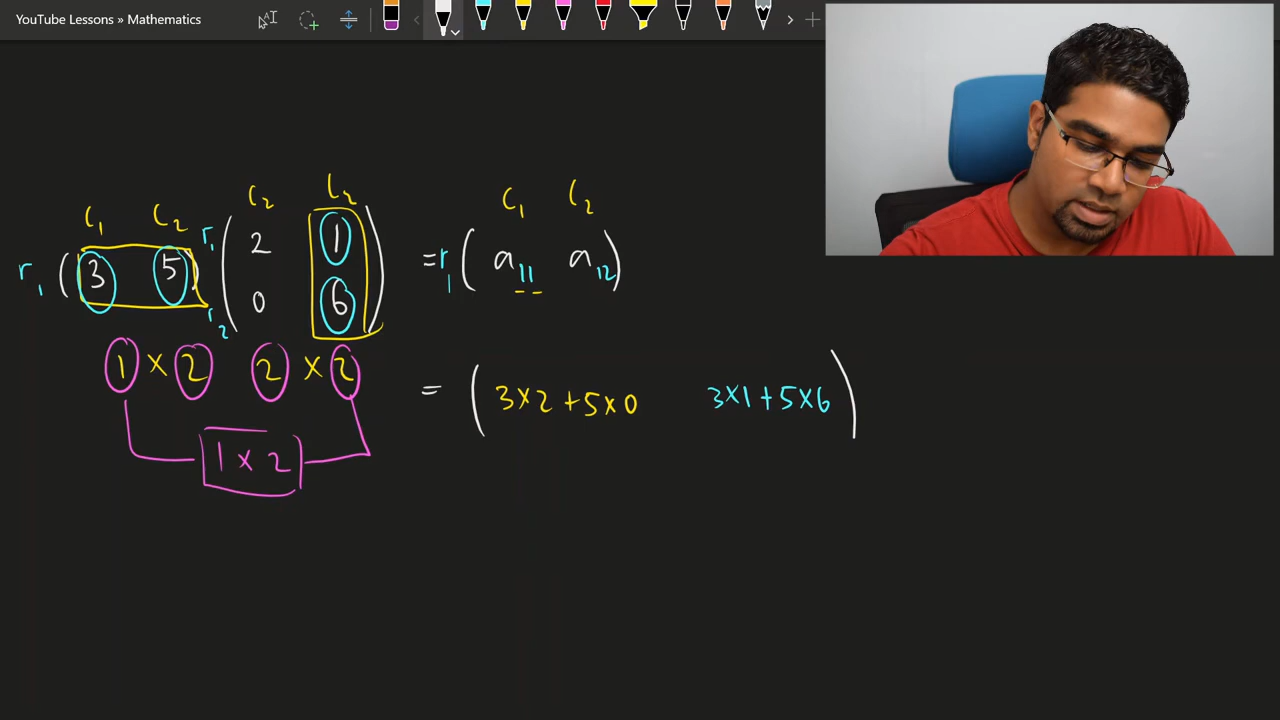 YouTube Lessons » Mathematics
C₂ C₂ C₁ C₂
C₁ C₂
r₁ ( 3 5 ) r₁ ( 2 1 ) = r₁ ( a₁₁ a₁₂ )
r₂ 0 6
1 × 2 2 × 2
= ( 3×2 + 5×0 3×1 + 5×6 )
1 × 2